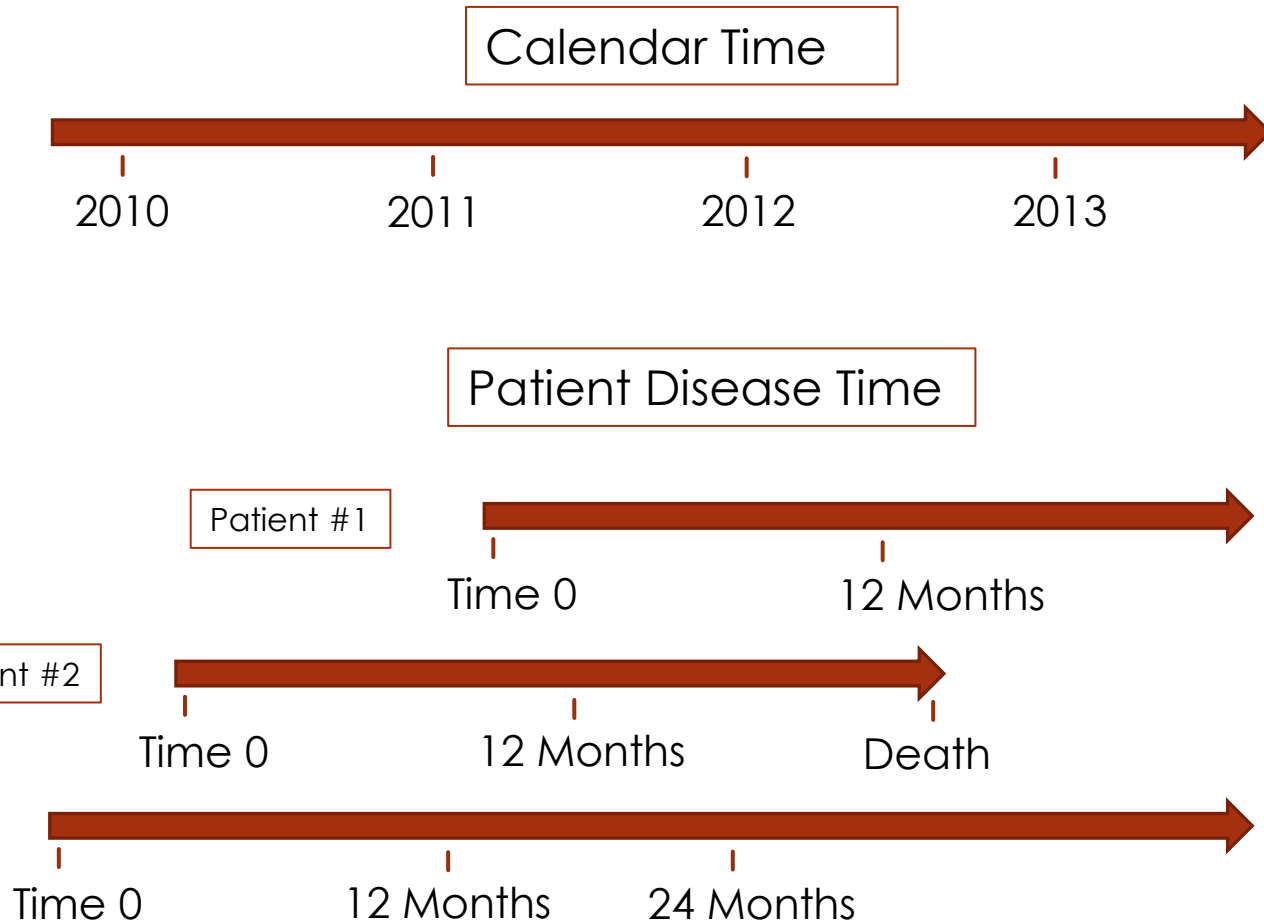 Calendar Time
2010 2011 2012 2013
Patient Disease Time
Patient #1
Time 0 12 Months
#2
Time 0 12 Months Death
Time 0 12 Months 24 Months